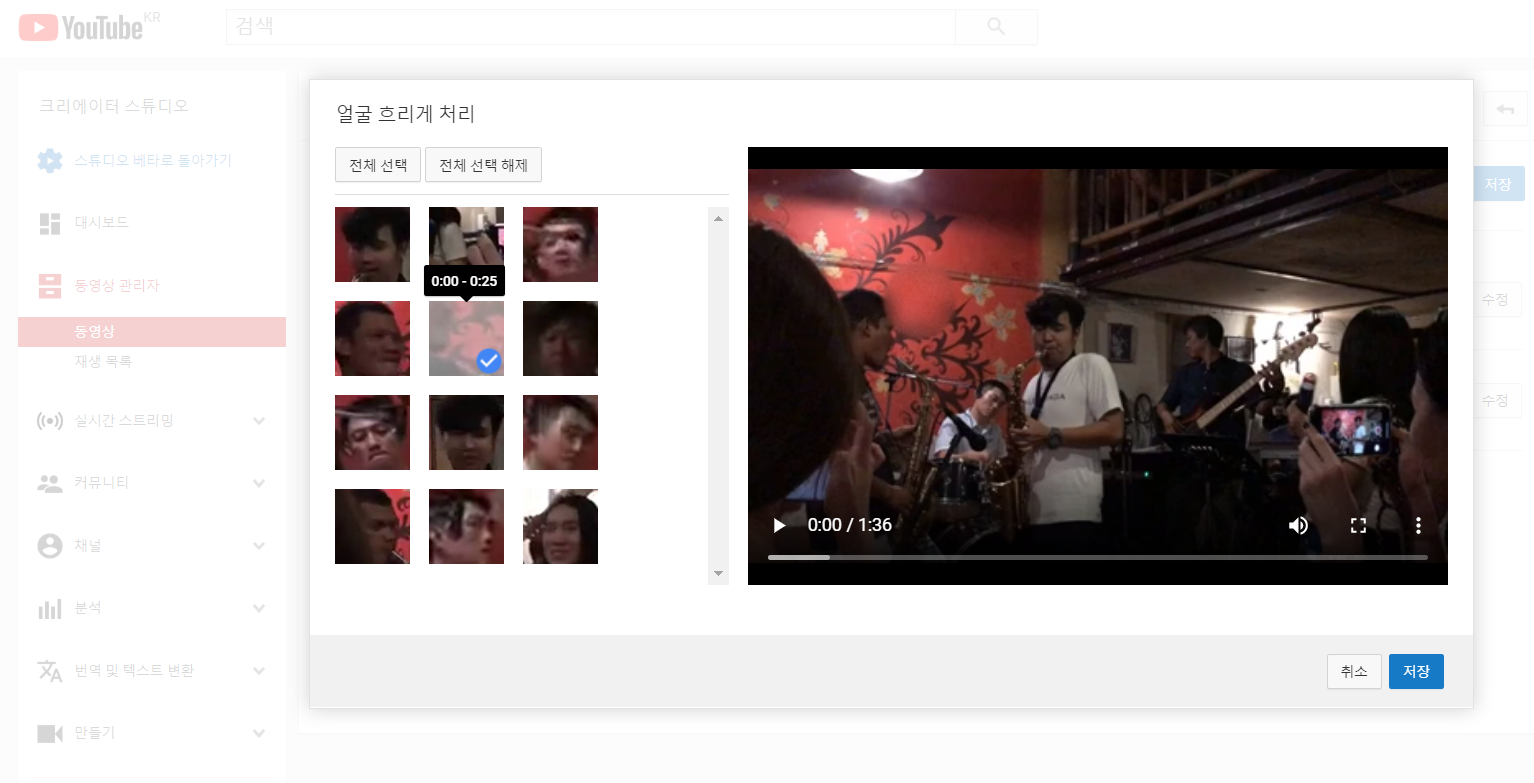 YouTube KR
검색
크리에이터 스튜디오
스튜디오 베타로 돌아가기
대시보드
동영상 관리자
동영상
재생 목록
실시간 스트리밍
커뮤니티
채널
분석
번역 및 텍스트 변환
만들기
얼굴 흐리게 처리
전체 선택
전체 선택 해제
0:00 - 0:25
0:00 / 1:36
취소
저장
저장
수정
수정